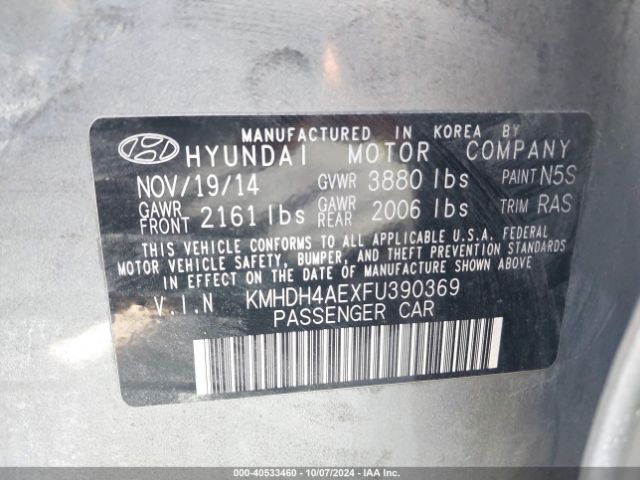 MANUFACTURED IN KOREA BY
HYUNDAI MOTOR COMPANY
NOV/19/14 GVWR 3880 lbs PAINT N5S
GAWR FRONT 2161 lbs GAWR REAR 2006 lbs TRIM RAS
THIS VEHICLE CONFORMS TO ALL APPLICABLE U.S.A. FEDERAL
MOTOR VEHICLE SAFETY, BUMPER, AND THEFT PREVENTION STANDARDS
IN EFFECT ON THE DATE OF MANUFACTURE SHOWN ABOVE.
V.I.N KMHDH4AEXFU390369
PASSENGER CAR
000-40533460 - 10/07/2024 - IAAI.COM